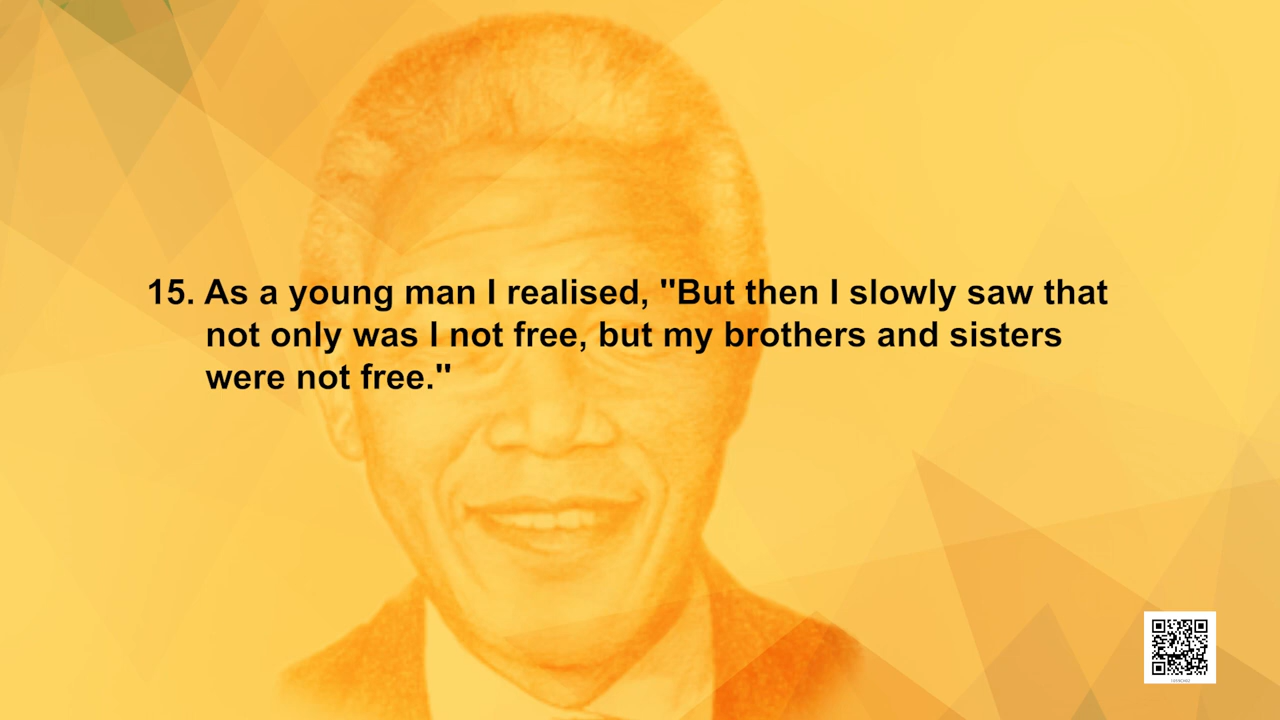 15. As a young man I realised, "But then I slowly saw that
not only was I not free, but my brothers and sisters
were not free."